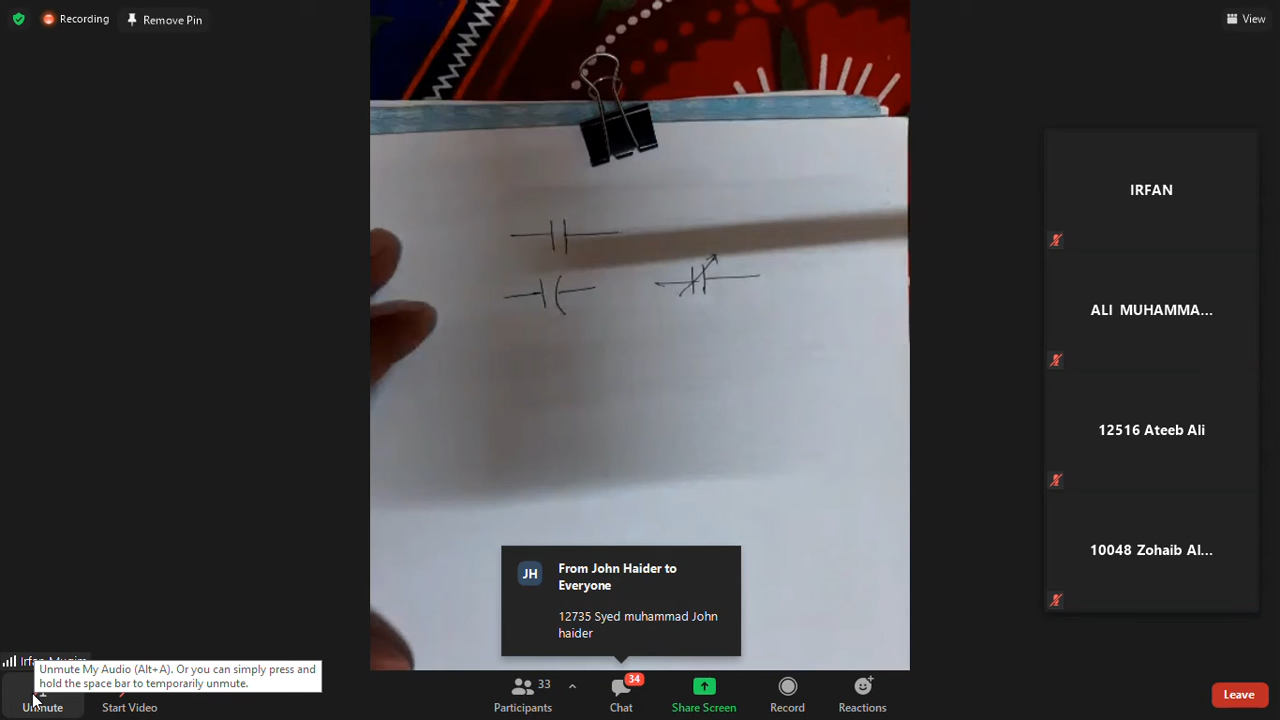 Recording
Remove Pin
View
IRFAN
ALI MUHAMMA...
12516 Ateeb Ali
10048 Zohaib Al...
From John Haider to
Everyone
JH
12735 Syed muhammad John
haider
Unmute My Audio (Alt+A). Or you can simply press and
hold the space bar to temporarily unmute.
Unmute
Start Video
33
Participants
34
Chat
Share Screen
Record
Reactions
Leave